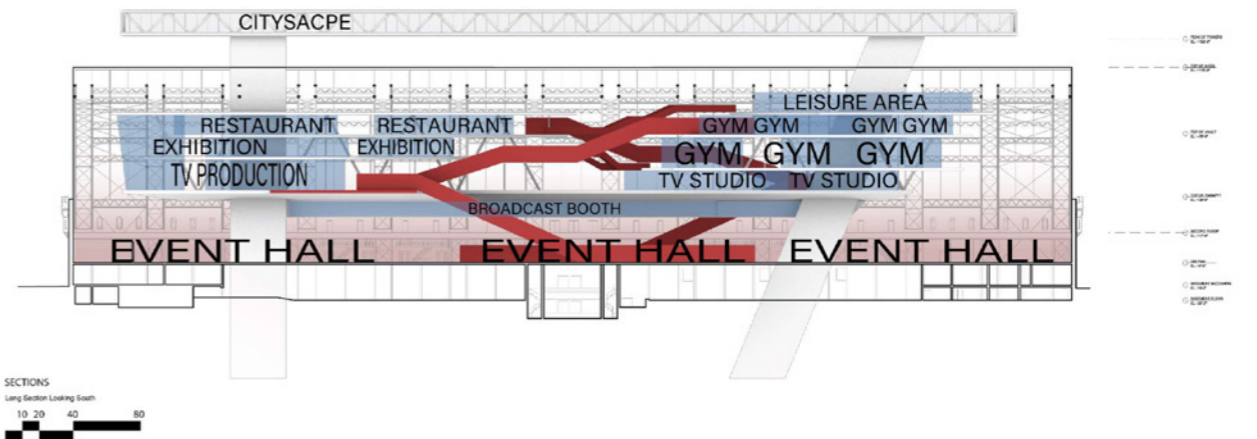 CITYSACPE
LEISURE AREA
RESTAURANT RESTAURANT GYM GYM GYM GYM
EXHIBITION EXHIBITION GYM GYM GYM
TV PRODUCTION TV STUDIO TV STUDIO
BROADCAST BOOTH
EVENT HALL EVENT HALL EVENT HALL
SECTIONS
Long Section Looking South
10 20 40 80